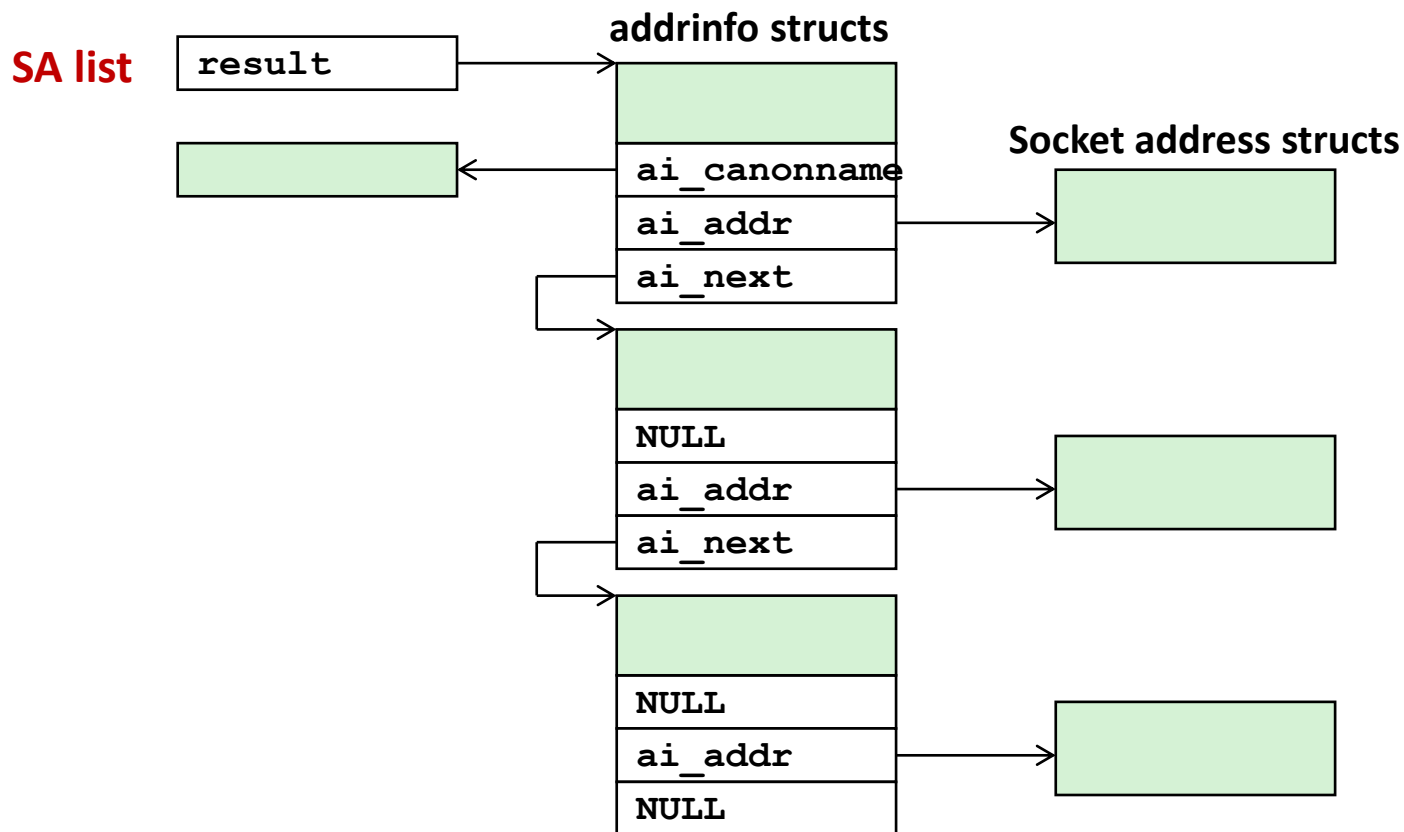 addrinfo structs
SA list
result
Socket address structs
ai_canonname
ai_addr
ai_next
NULL
ai_addr
ai_next
NULL
ai_addr
NULL